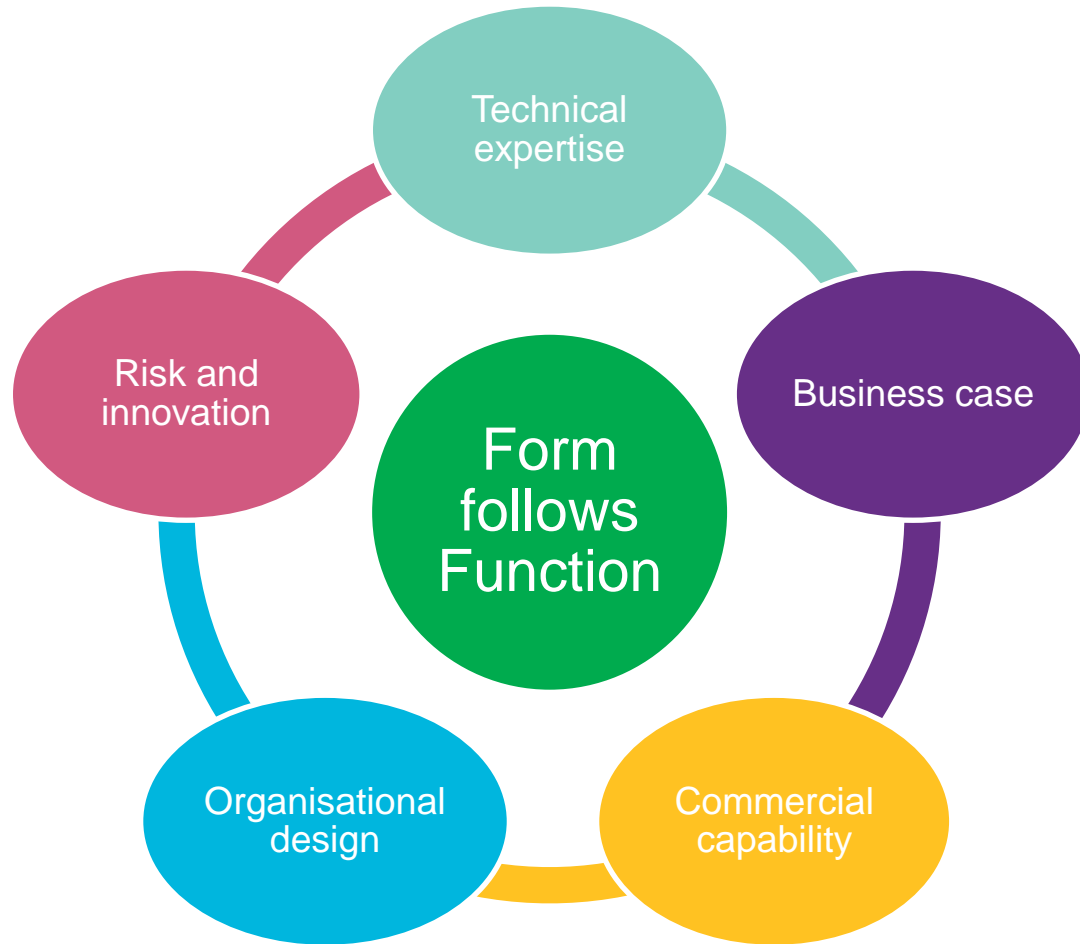 Technical
expertise
Business case
Commercial
capability
Organisational
design
Risk and
innovation
Form
follows
Function